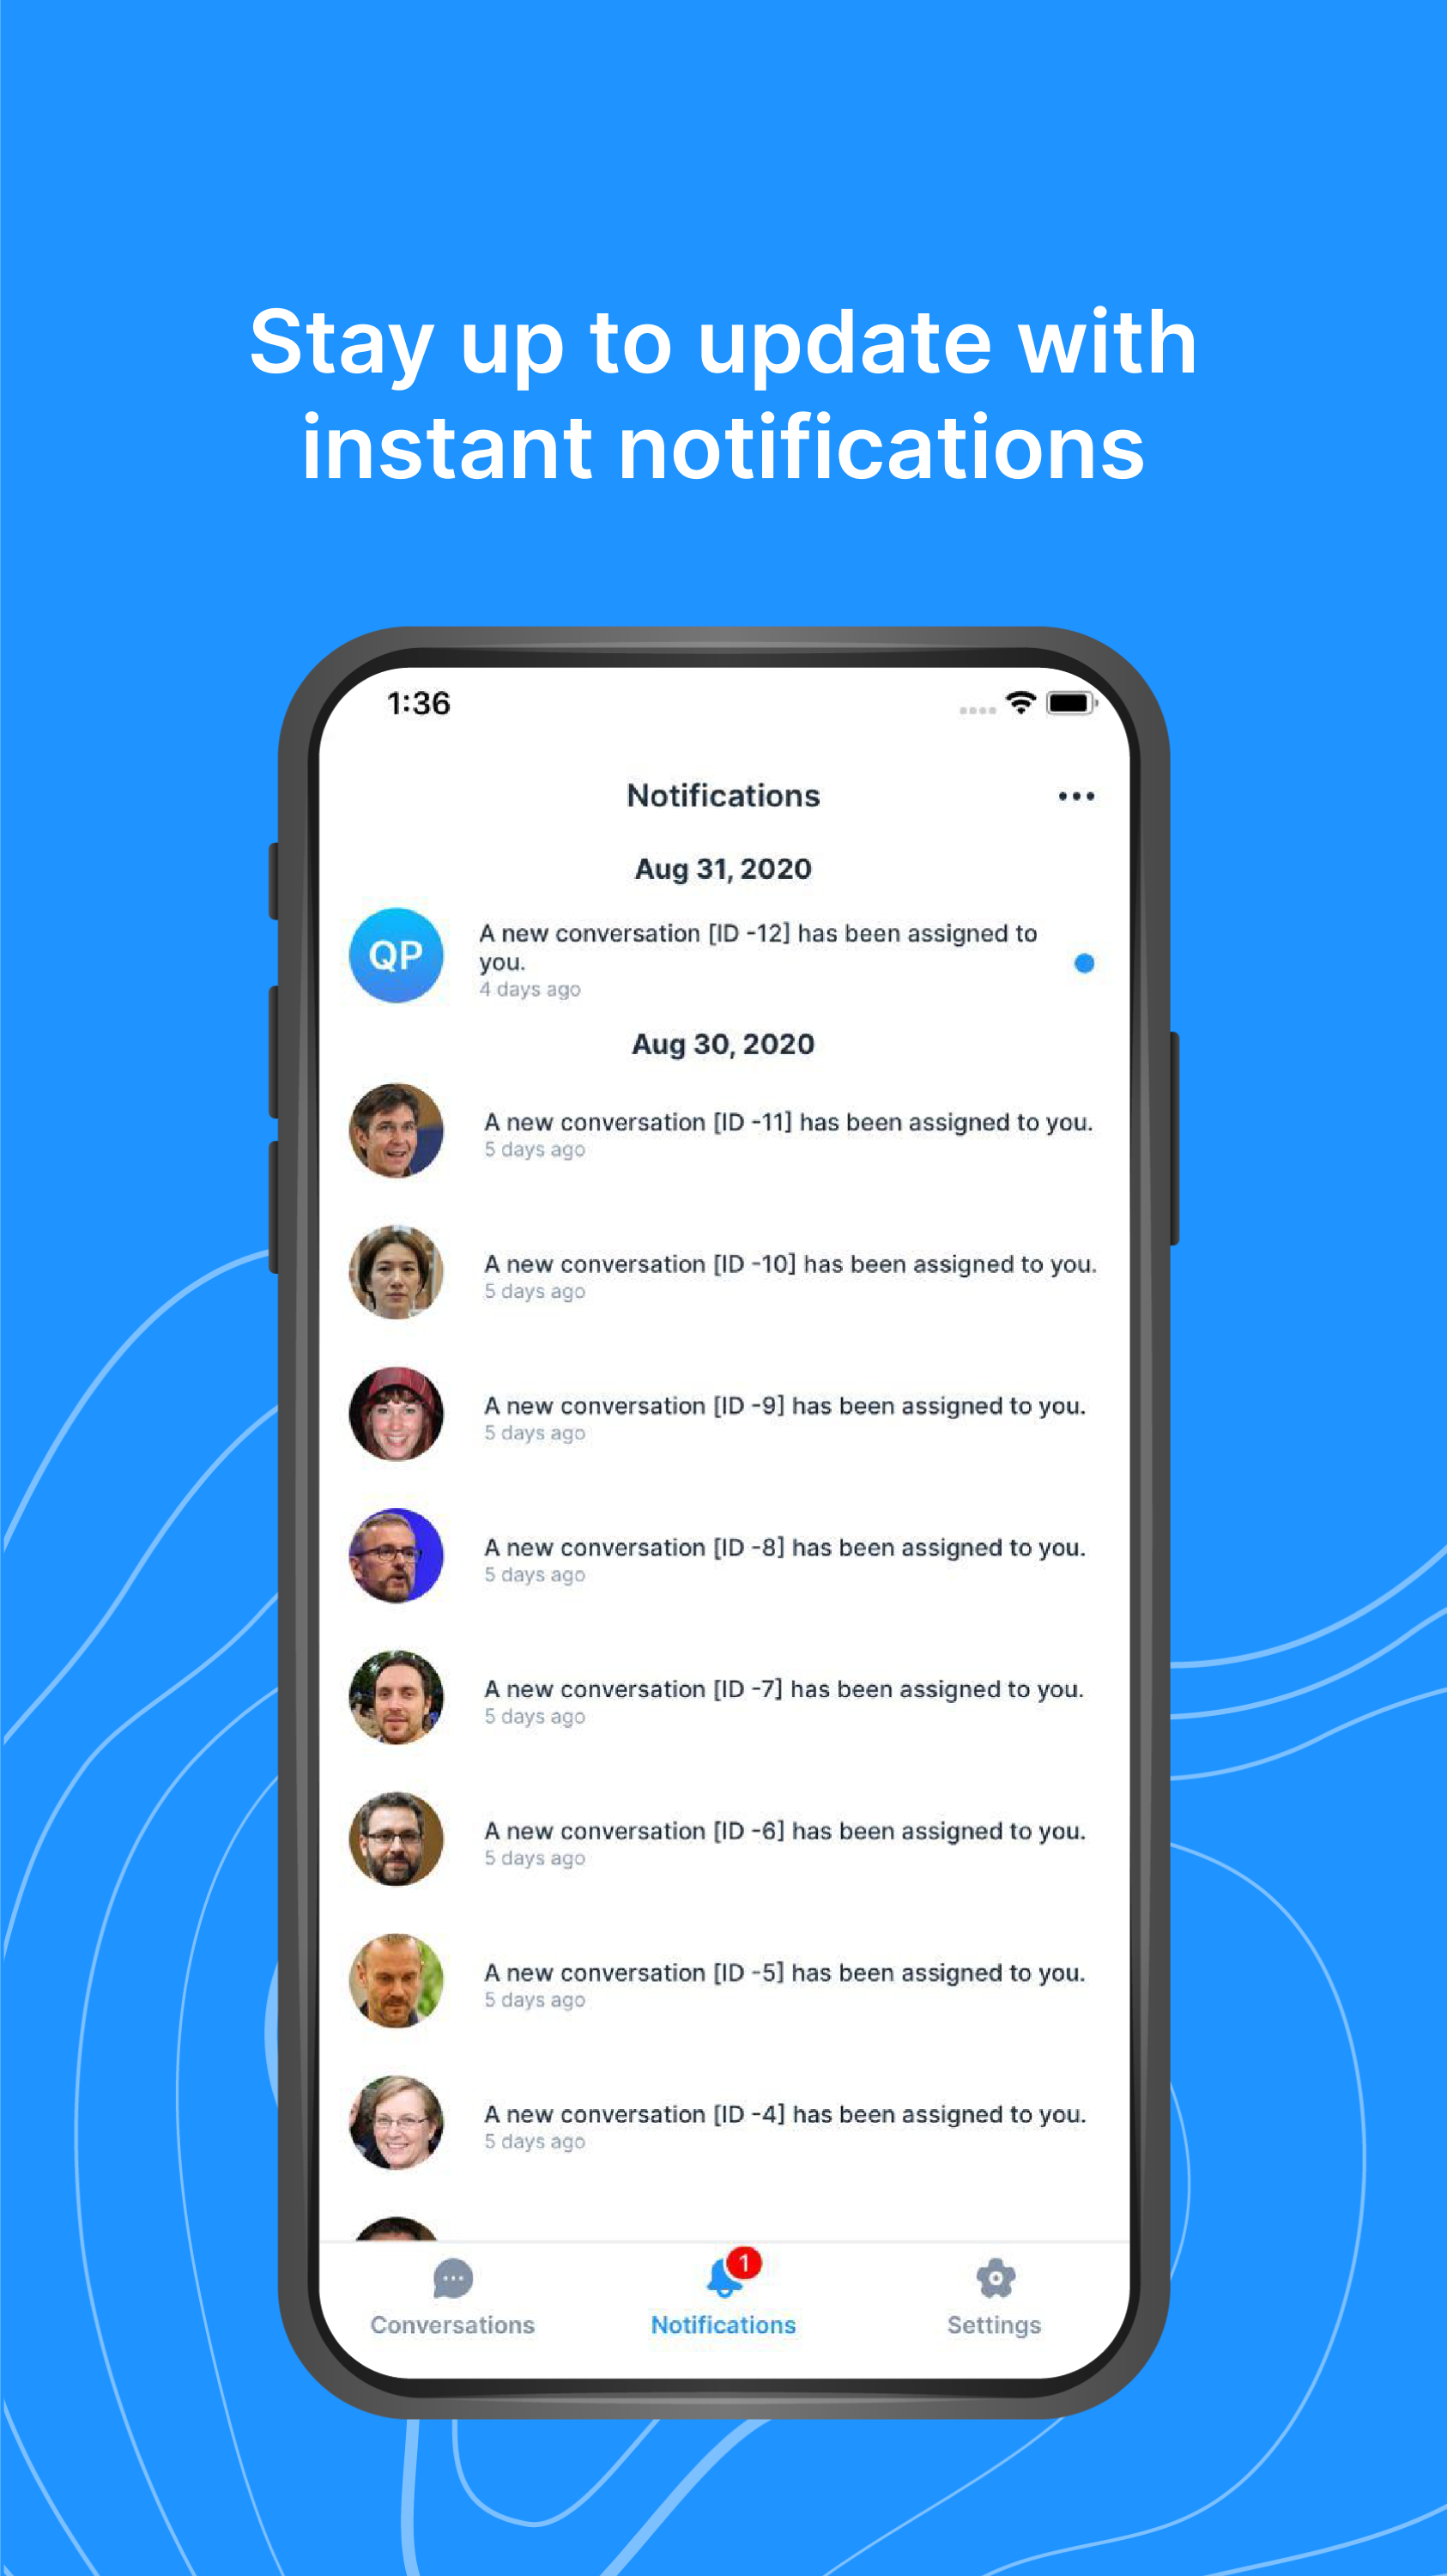 Stay up to update with
instant notifications
1:36
Notifications
Aug 31, 2020
QP
A new conversation [ID -12] has been assigned to
you.
4 days ago
Aug 30, 2020
A new conversation [ID -11] has been assigned to you.
5 days ago
A new conversation [ID -10] has been assigned to you.
5 days ago
A new conversation [ID -9] has been assigned to you.
5 days ago
A new conversation [ID -8] has been assigned to you.
5 days ago
A new conversation [ID -7] has been assigned to you.
5 days ago
A new conversation [ID -6] has been assigned to you.
5 days ago
A new conversation [ID -5] has been assigned to you.
5 days ago
A new conversation [ID -4] has been assigned to you.
5 days ago
1
Conversations
Notifications
Settings